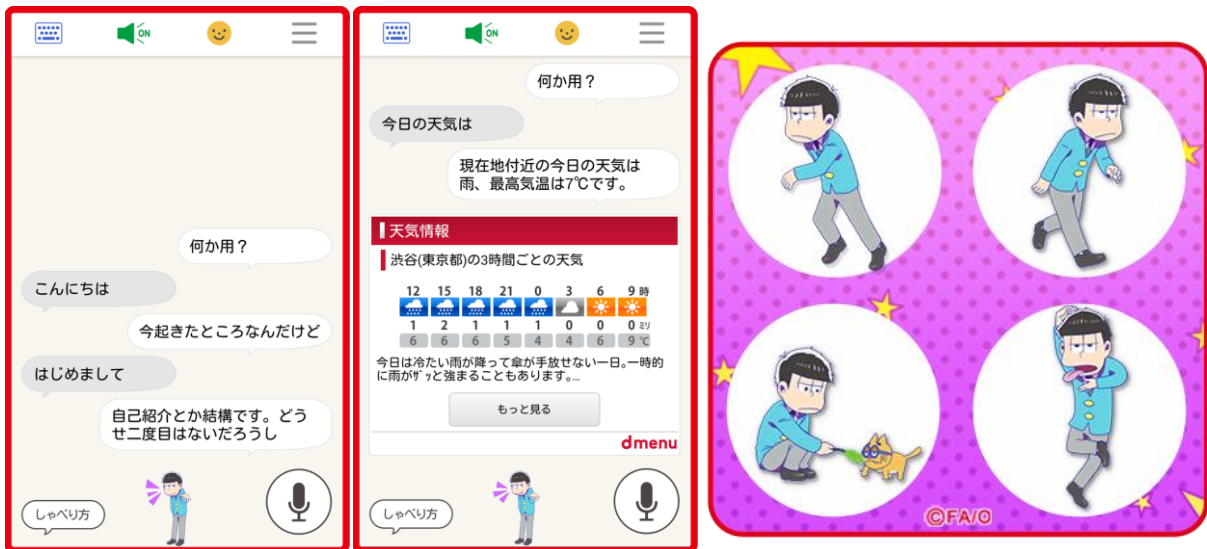 ON
何か用？
こんにちは
今起きたところなんだけど
はじめまして
自己紹介とか結構です。どう
せ二度目はないだろうし
しゃべり方
ON
何か用？
今日の天気は
現在地付近の今日の天気は
雨、最高気温は7℃です。
天気情報
渋谷(東京都)の3時間ごとの天気
12 15 18 21 0 3 6 9 時
1 2 1 1 1 0 0 0 ミリ
6 6 6 5 4 4 6 9 ℃
今日は冷たい雨が降って傘が手放せない一日。一時的
に雨がザッと強まることもあります。…
もっと見る
dmenu
しゃべり方
©FA/O